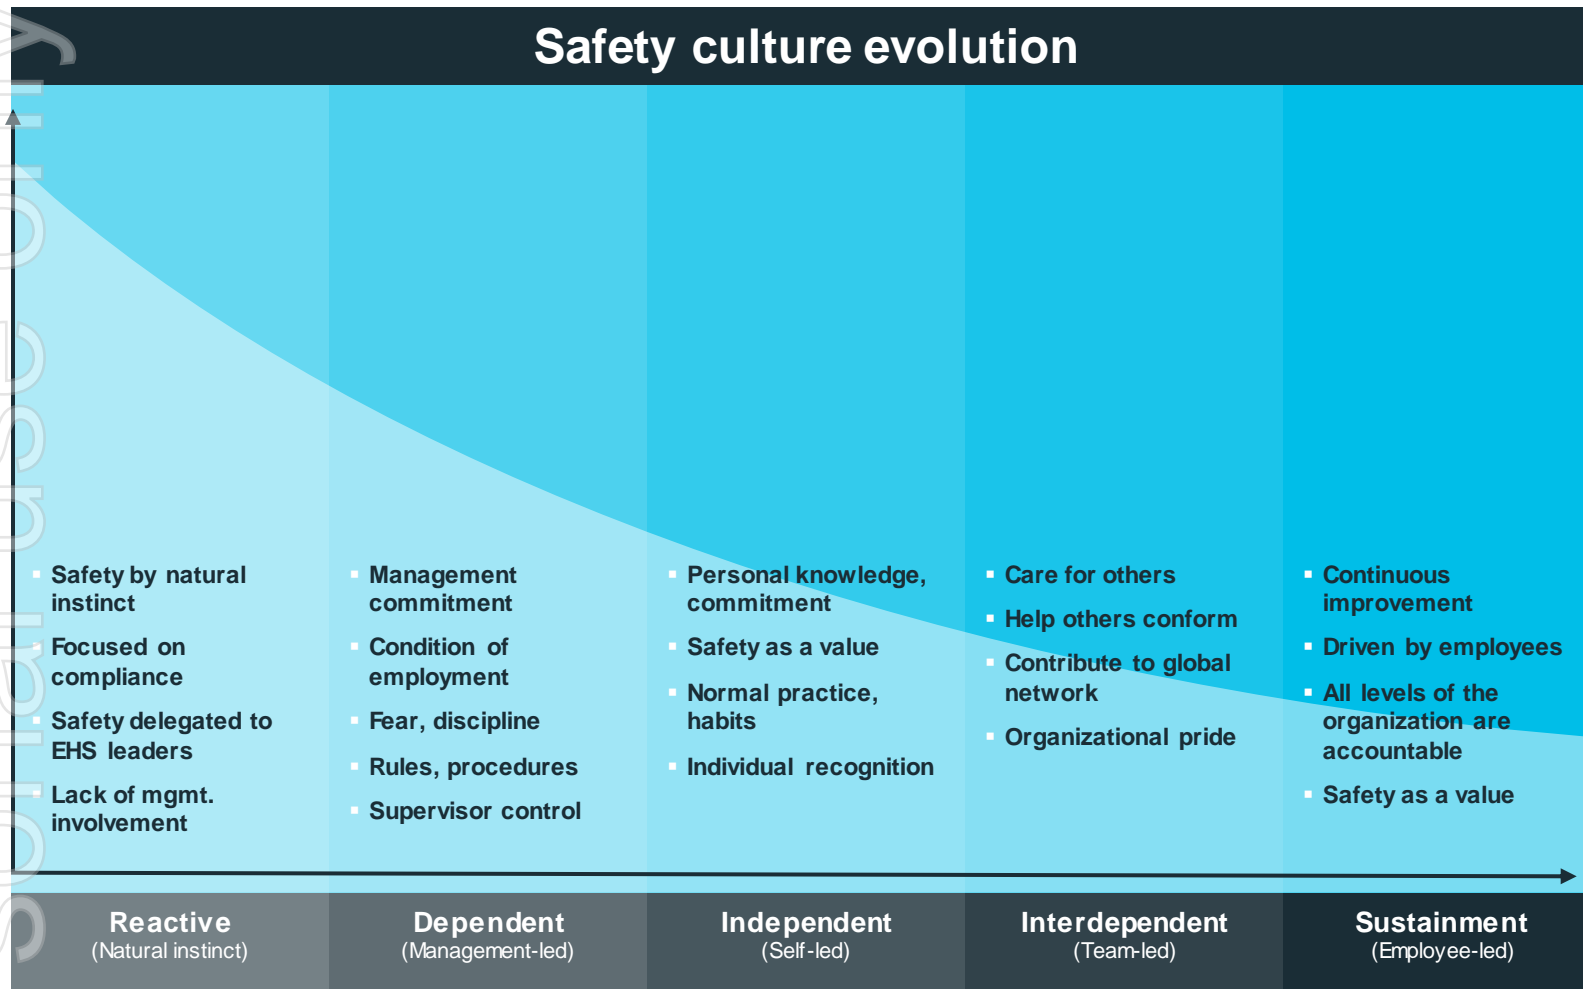 Safety culture evolution
▪ Safety by natural
instinct
▪ Focused on
compliance
▪ Safety delegated to
EHS leaders
▪ Lack of mgmt.
involvement
▪ Management
commitment
▪ Condition of
employment
▪ Fear, discipline
▪ Rules, procedures
▪ Supervisor control
▪ Personal knowledge,
commitment
▪ Safety as a value
▪ Normal practice,
habits
▪ Individual recognition
▪ Care for others
▪ Help others conform
▪ Contribute to global
network
▪ Organizational pride
▪ Continuous
improvement
▪ Driven by employees
▪ All levels of the
organization are
accountable
▪ Safety as a value
Reactive
(Natural instinct)
Dependent
(Management-led)
Independent
(Self-led)
Interdependent
(Team-led)
Sustainment
(Employee-led)
sonal use only